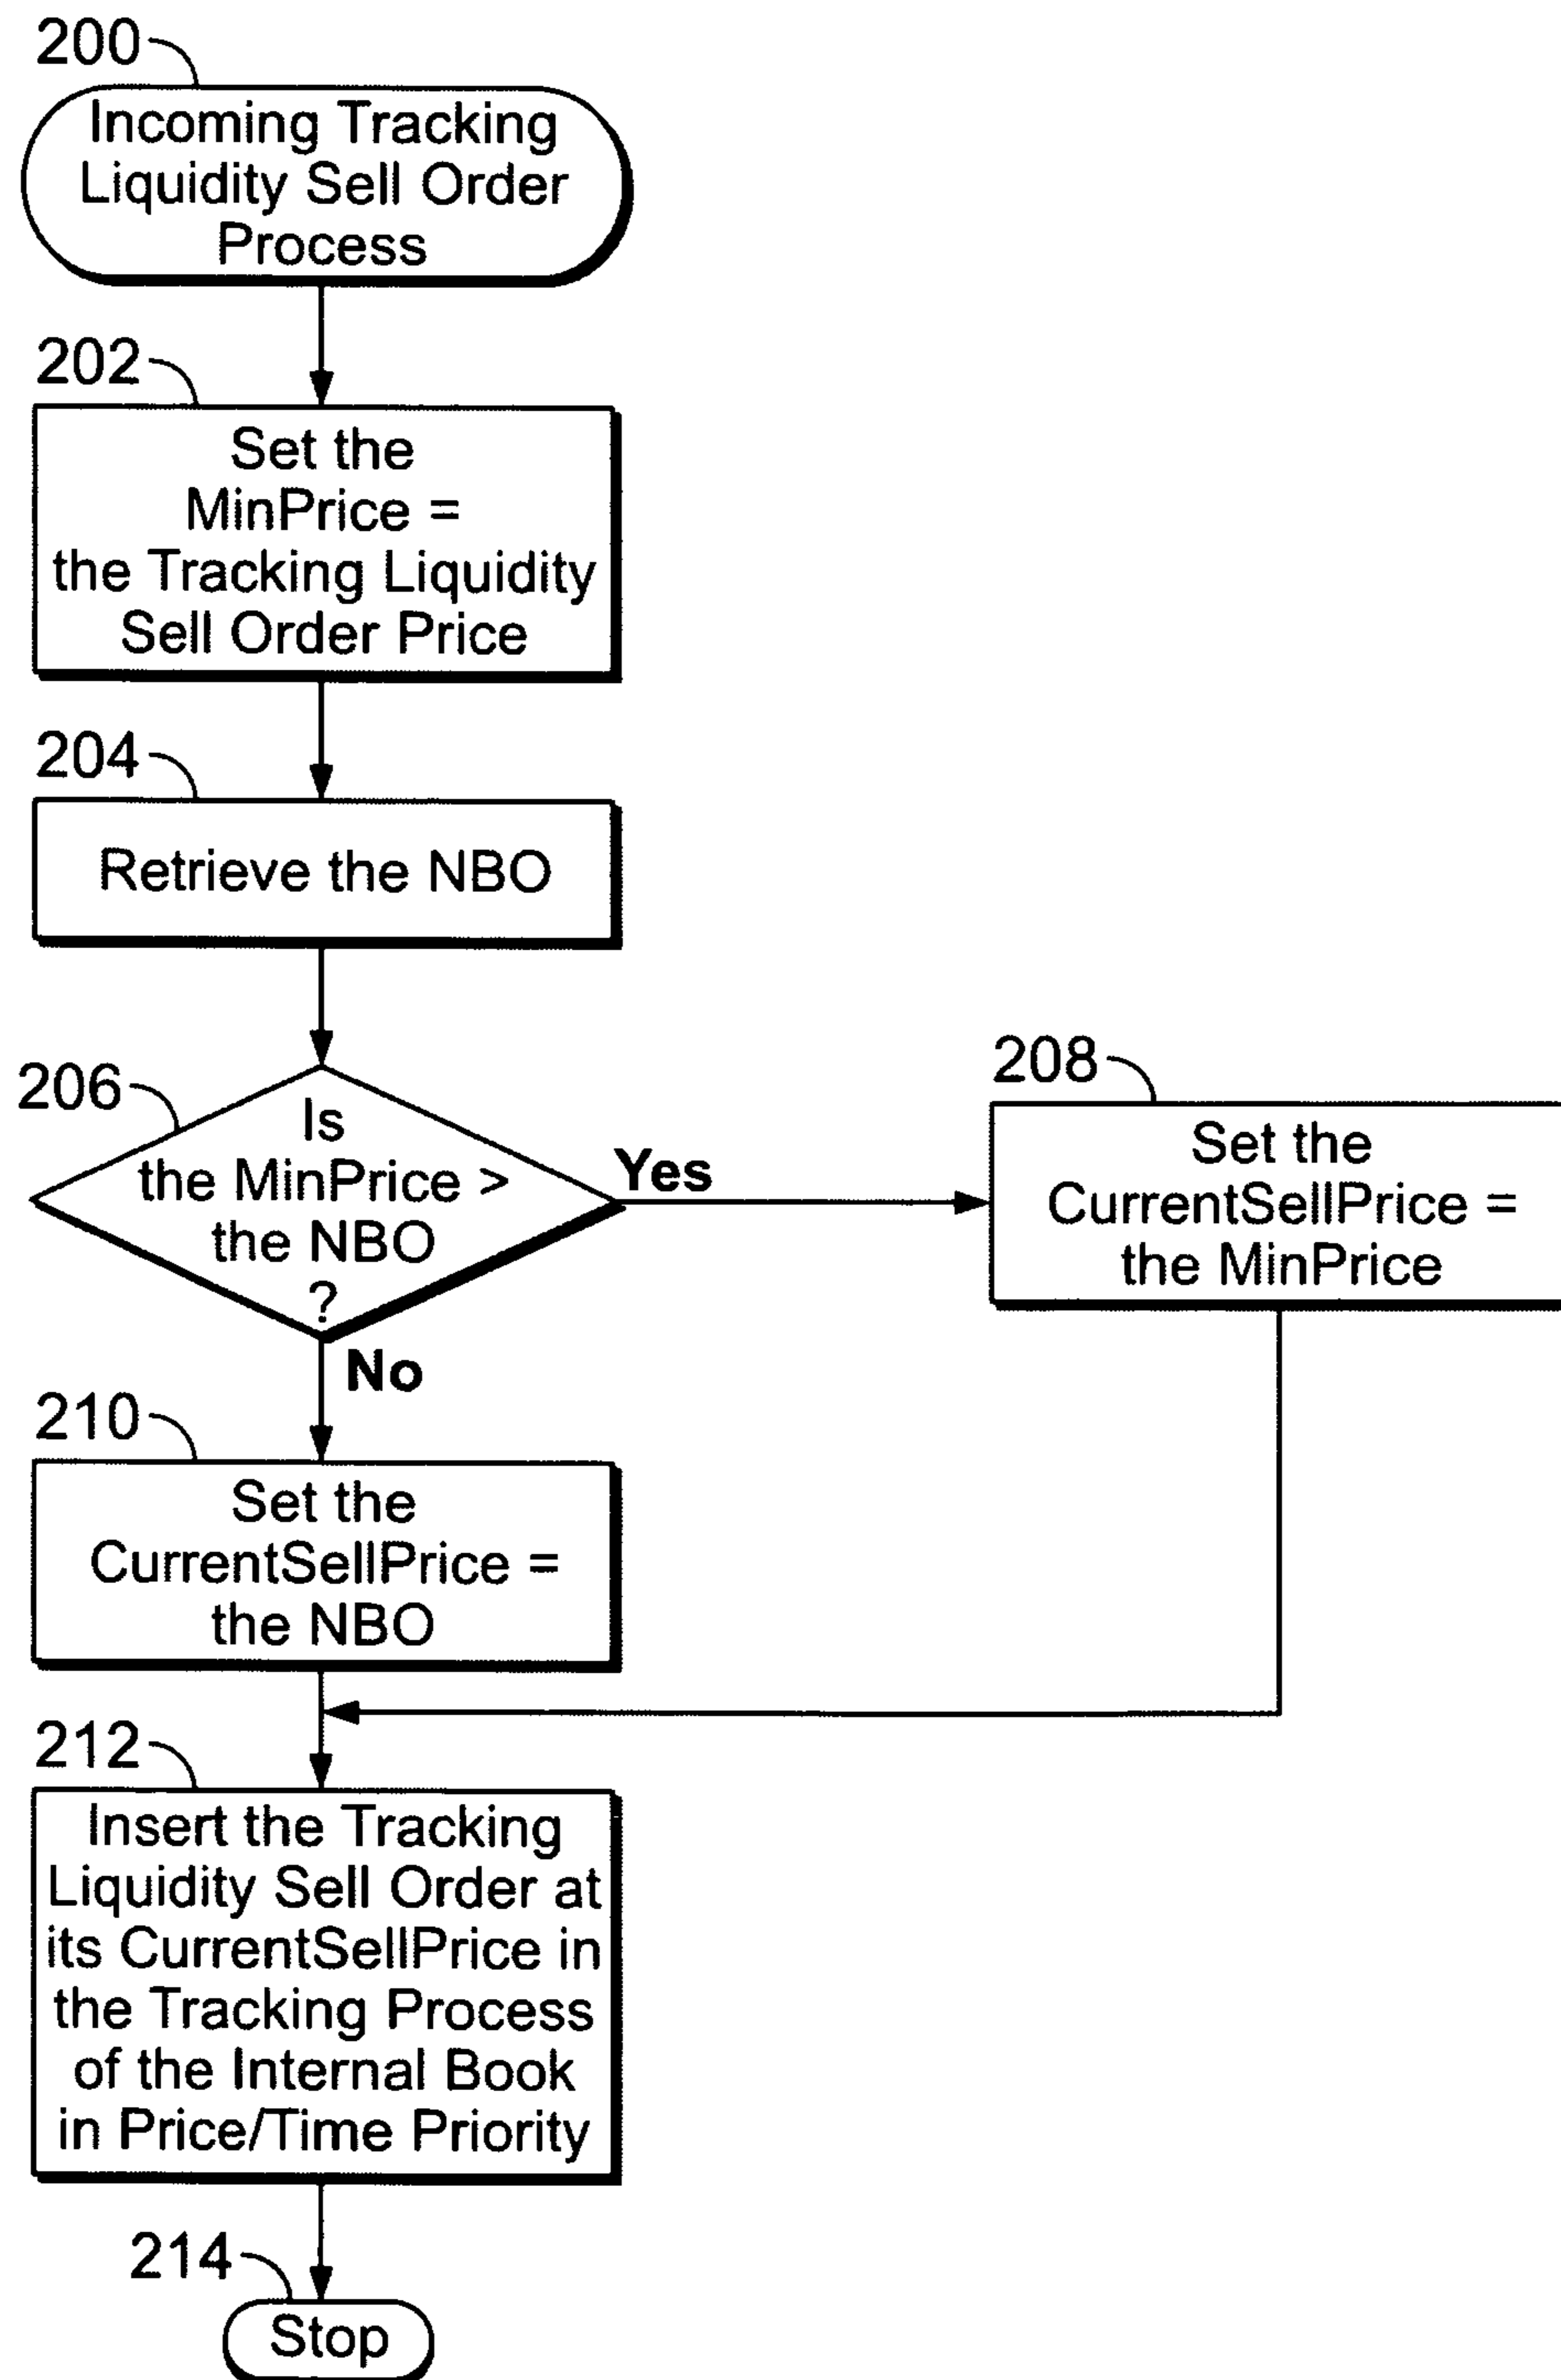 200
Incoming Tracking
Liquidity Sell Order
Process
202
Set the
MinPrice =
the Tracking Liquidity
Sell Order Price
204
Retrieve the NBO
206
Is
the MinPrice >
the NBO
?
Yes
208
Set the
CurrentSellPrice =
the MinPrice
No
210
Set the
CurrentSellPrice =
the NBO
212
Insert the Tracking
Liquidity Sell Order at
its CurrentSellPrice in
the Tracking Process
of the Internal Book
in Price/Time Priority
214
Stop